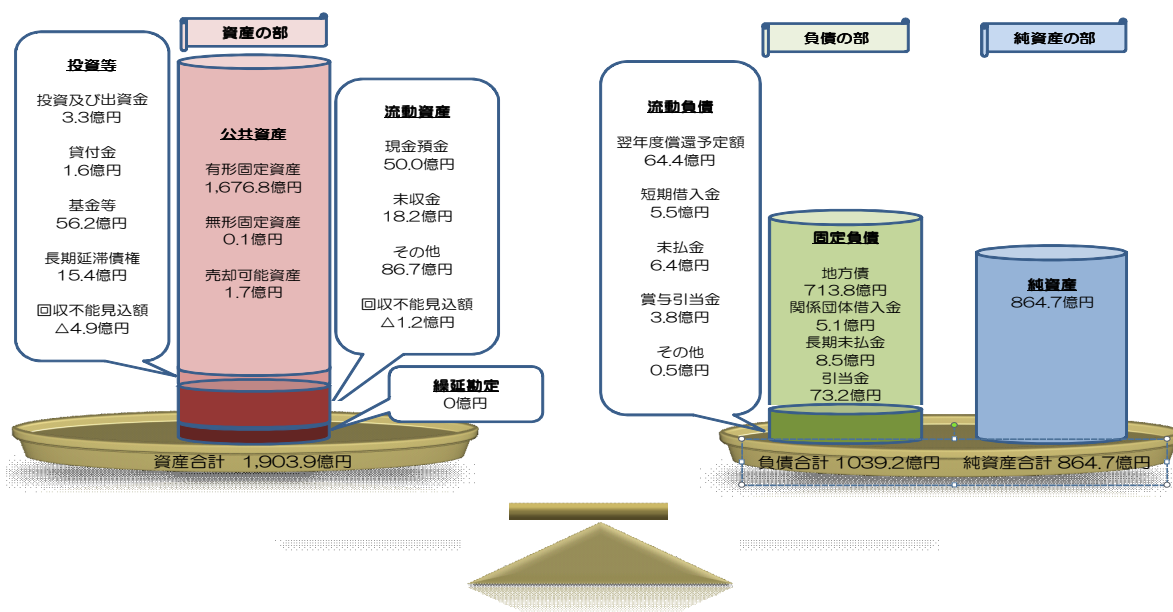 資産の部
投資等
投資及び出資金
3.3億円
貸付金
1.6億円
基金等
56.2億円
長期延滞債権
15.4億円
回収不能見込額
△4.9億円
公共資産
有形固定資産
1,676.8億円
無形固定資産
0.1億円
売却可能資産
1.7億円
流動資産
現金預金
50.0億円
未収金
18.2億円
その他
86.7億円
回収不能見込額
△1.2億円
繰延勘定
0億円
資産合計 1,903.9億円
負債の部
流動負債
翌年度償還予定額
64.4億円
短期借入金
5.5億円
未払金
6.4億円
賞与引当金
3.8億円
その他
0.5億円
固定負債
地方債
713.8億円
関係団体借入金
5.1億円
長期未払金
8.5億円
引当金
73.2億円
純資産の部
純資産
864.7億円
負債合計 1039.2億円 純資産合計 864.7億円